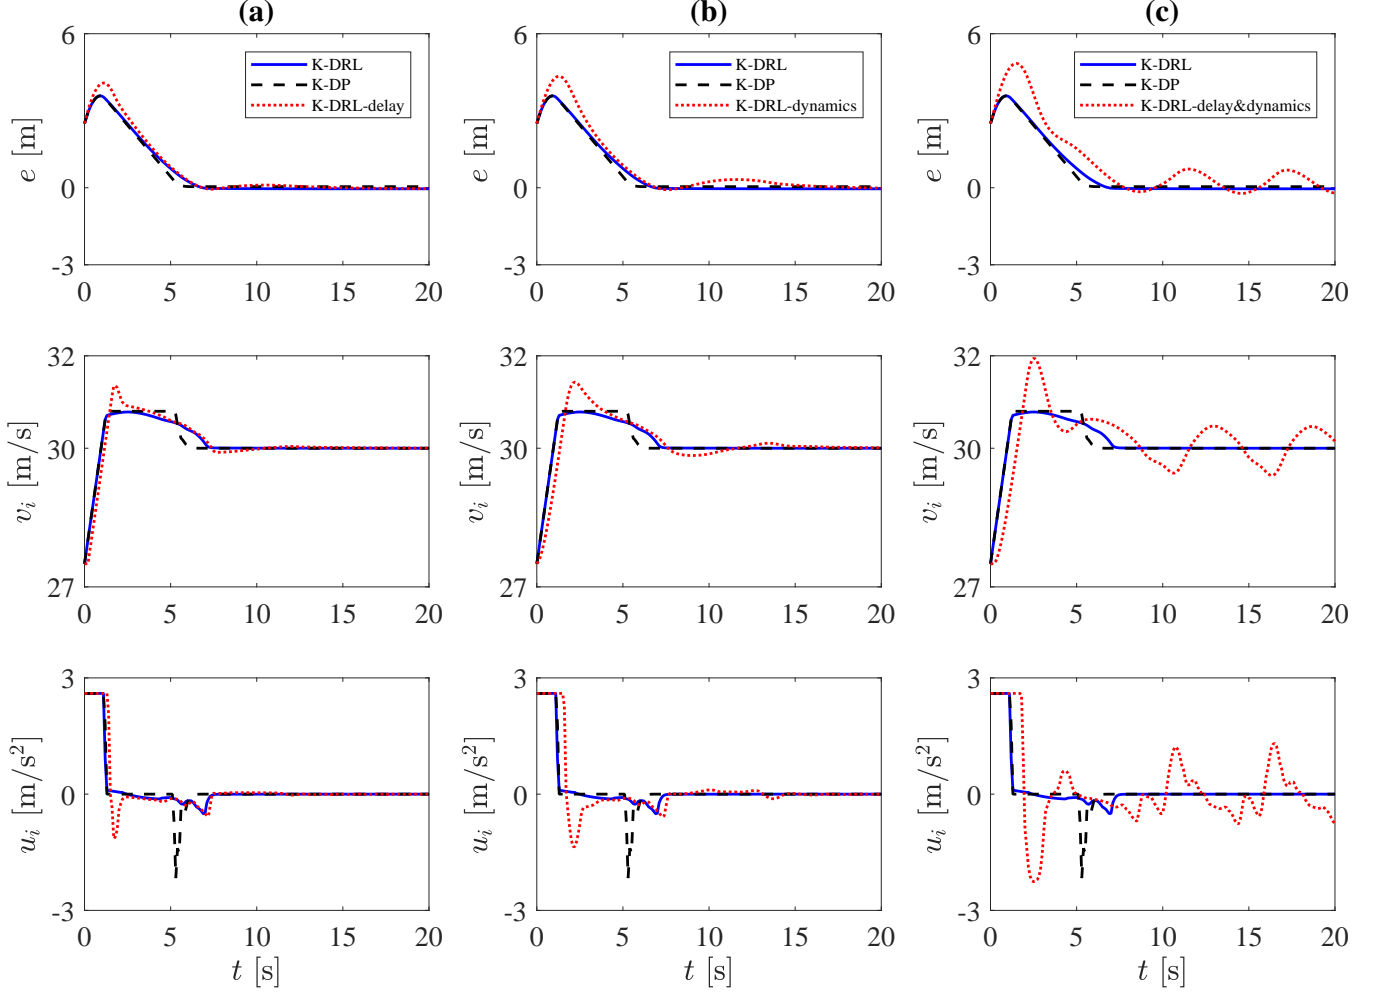 (a) (b) (c)
6 6 6
K-DRL K-DRL K-DRL
K-DP K-DP K-DP
K-DRL-delay K-DRL-dynamics K-DRL-delay&dynamics
e [m] e [m] e [m]
0 0 0
-3 -3 -3
0 5 10 15 20 0 5 10 15 20 0 5 10 15 20
32 32 32
v_i [m/s] v_i [m/s] v_i [m/s]
30 30 30
27 27 27
0 5 10 15 20 0 5 10 15 20 0 5 10 15 20
3 3 3
u_i [m/s²] u_i [m/s²] u_i [m/s²]
0 0 0
-3 -3 -3
0 5 10 15 20 0 5 10 15 20 0 5 10 15 20
t [s] t [s] t [s]